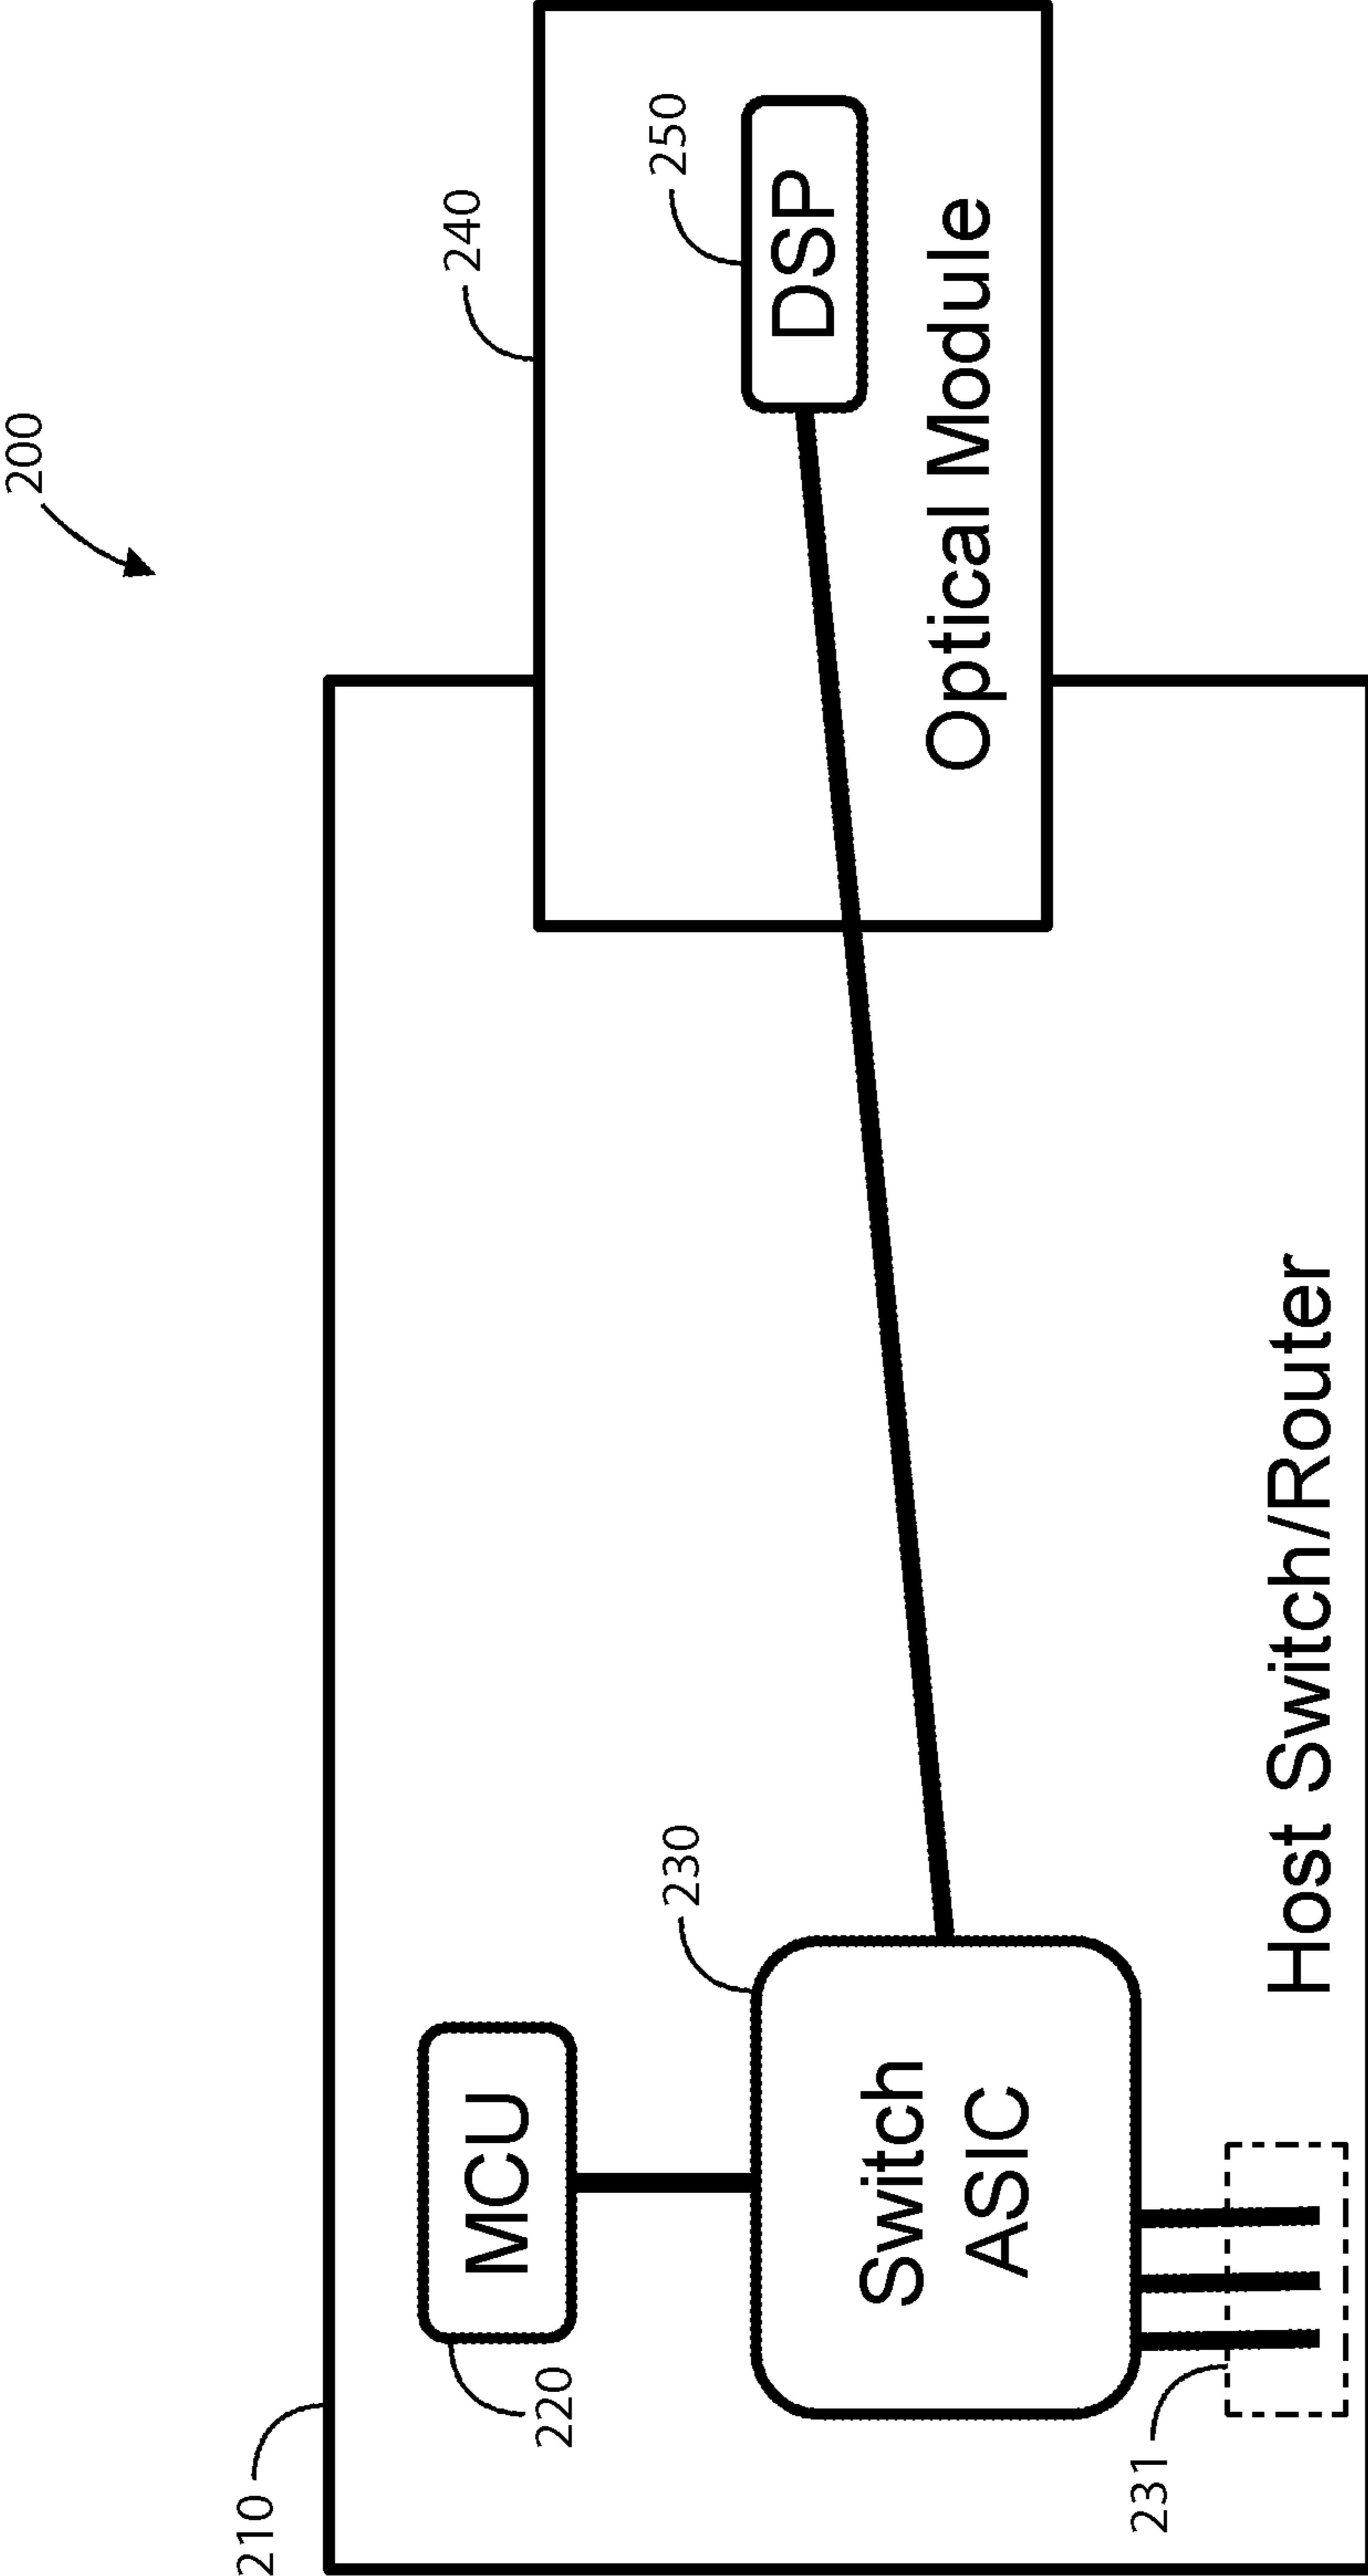 200
210
220
MCU
230
Switch
ASIC
231
Host Switch/Router
240
250
DSP
Optical Module